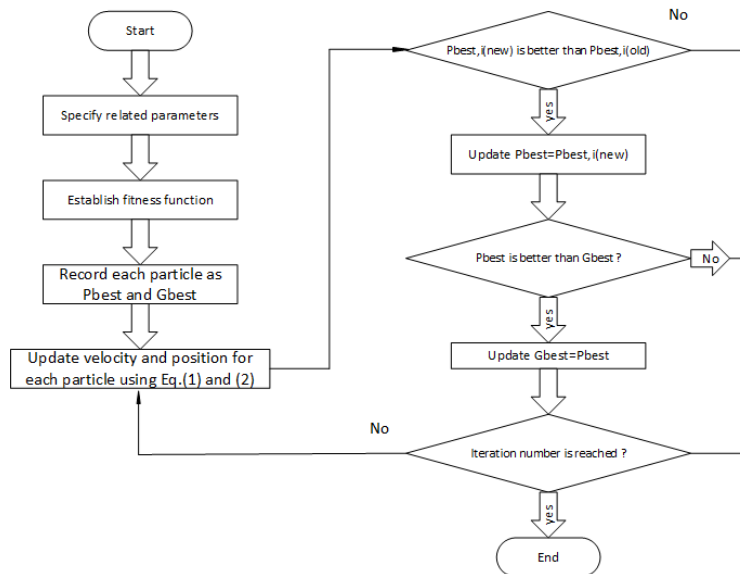 Start
Specify related parameters
Establish fitness function
Record each particle as
Pbest and Gbest
Update velocity and position for
each particle using Eq.(1) and (2)
No
Pbest,i(new) is better than Pbest,i(old)
yes
Update Pbest=Pbest,i(new)
Pbest is better than Gbest ?
No
yes
Update Gbest=Pbest
No
Iteration number is reached ?
yes
End